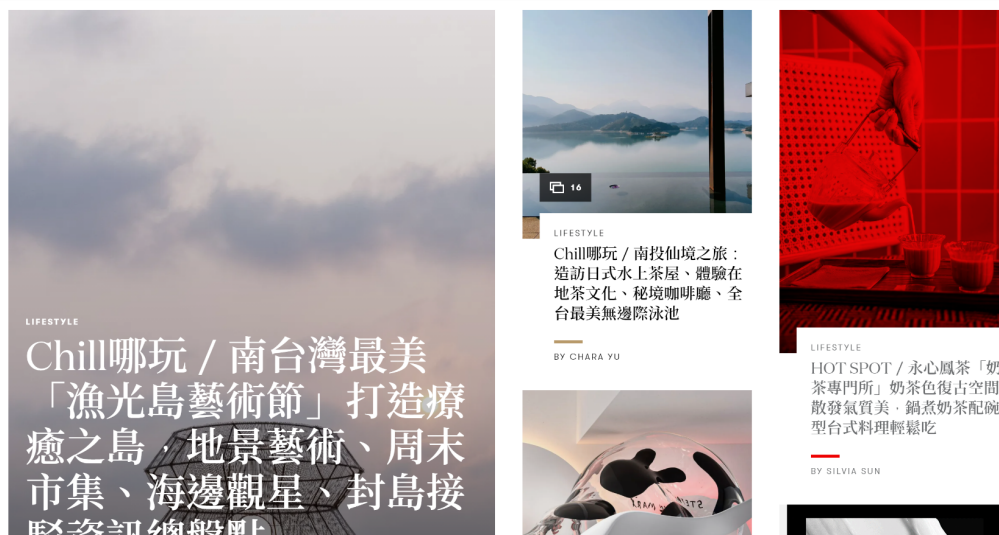 LIFESTYLE
Chill哪玩 / 南台灣最美
「漁光島藝術節」打造療
癒之島,地景藝術、周末
市集、海邊觀星、封島接
駁資訊總盤點
16
LIFESTYLE
Chill哪玩 / 南投仙境之旅：
造訪日式水上茶屋、體驗在
地茶文化、秘境咖啡廳、全
台最美無邊際泳池
BY CHARA YU
LIFESTYLE
HOT SPOT / 永心鳳茶「奶
茶專門所」奶茶色復古空間
散發氣質美,鍋煮奶茶配碗
型台式料理輕鬆吃
BY SILVIA SUN